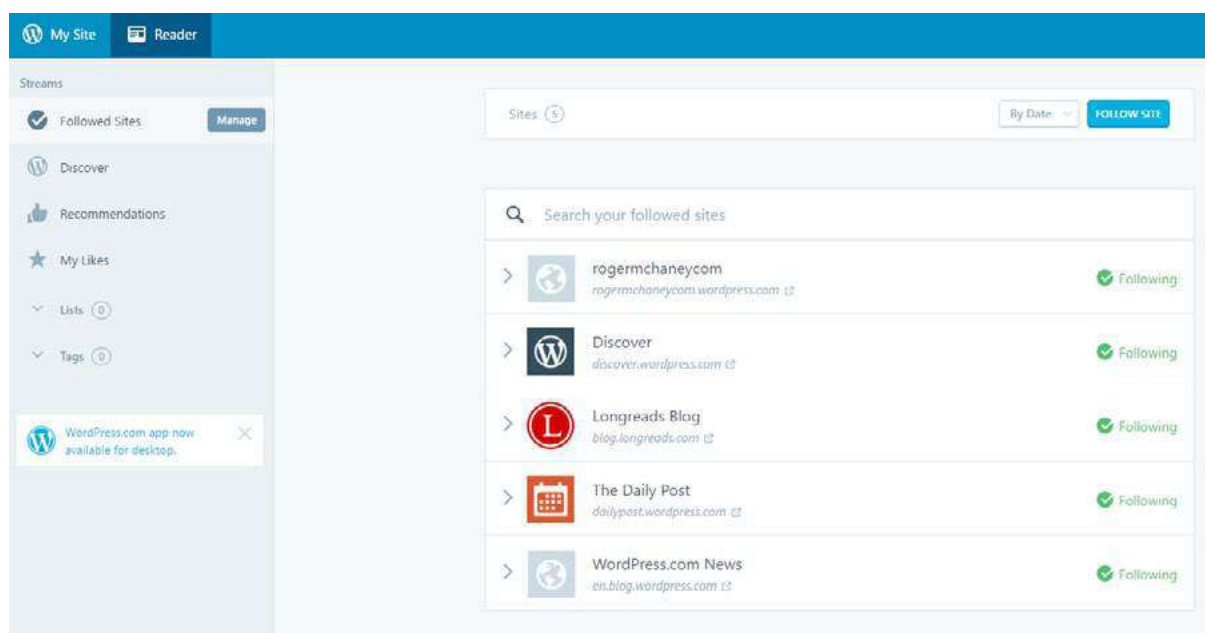 My Site
Reader
Streams
Followed Sites
Manage
Discover
Recommendations
My Likes
Lists 0
Tags 0
WordPress.com app now
available for desktop.
Sites 5
By Date
FOLLOW SITE
Search your followed sites
rogermchaneycom
rogermchaneycom.wordpress.com
Following
Discover
discover.wordpress.com
Following
L
Longreads Blog
blog.longreads.com
Following
The Daily Post
dailypost.wordpress.com
Following
WordPress.com News
en.blog.wordpress.com
Following